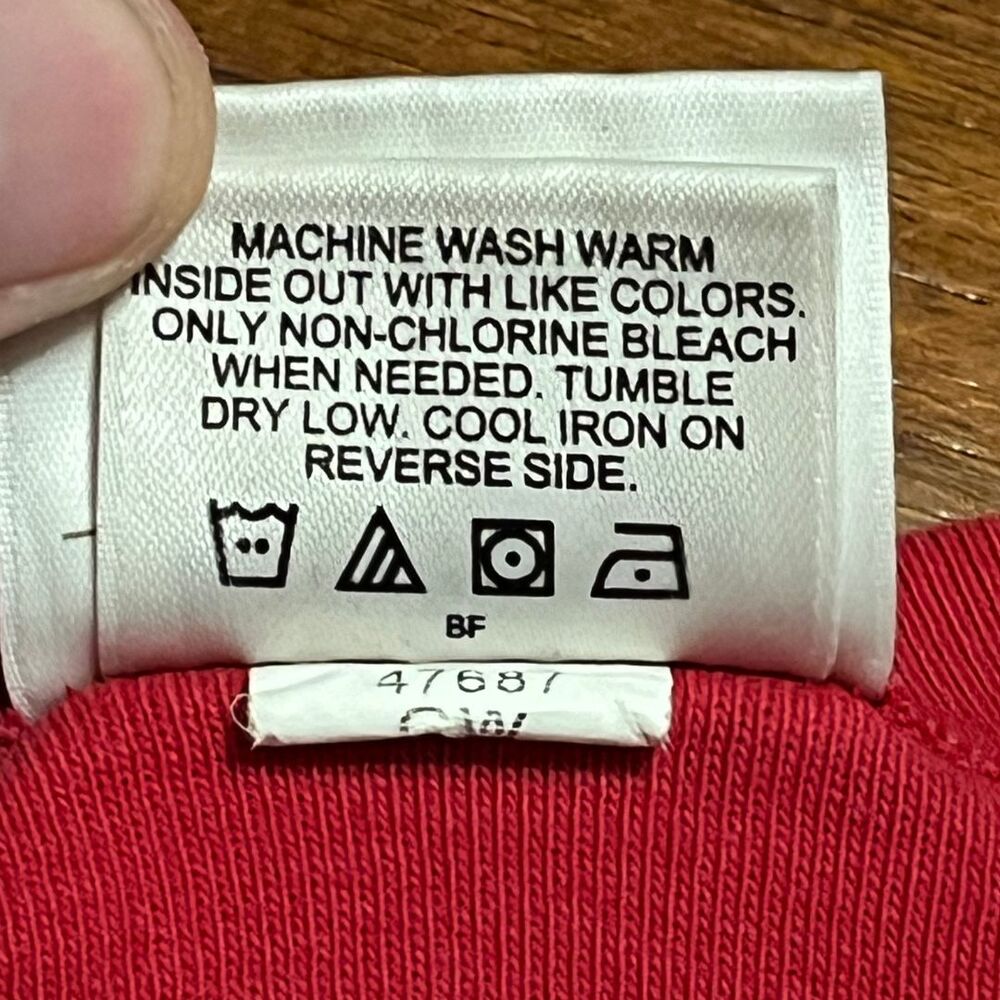 MACHINE WASH WARM
INSIDE OUT WITH LIKE COLORS.
ONLY NON-CHLORINE BLEACH
WHEN NEEDED. TUMBLE
DRY LOW. COOL IRON ON
REVERSE SIDE.
BF
47687